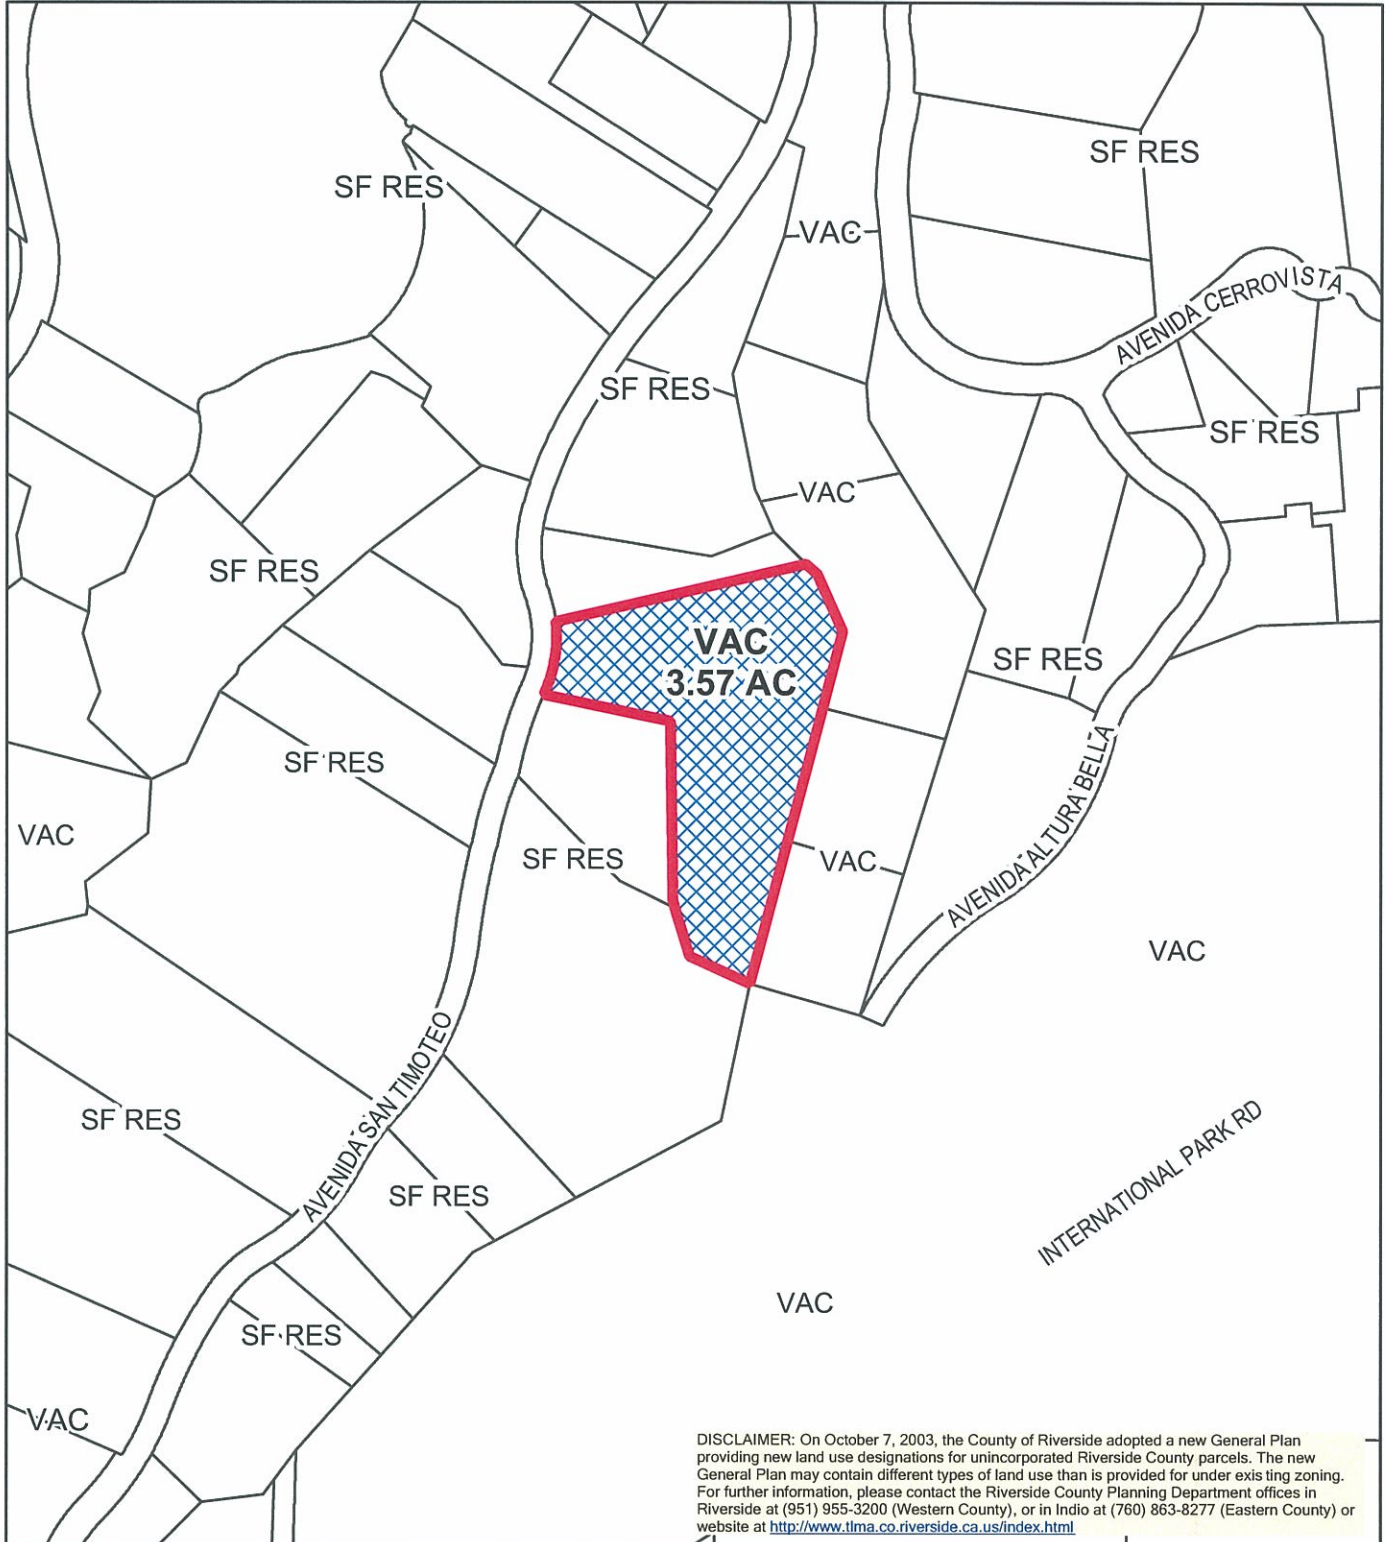 SF RES
SF RES
VAC
AVENIDA CERROVISTA
SF RES
SF RES
VAC
SF RES
VAC
3.57 AC
SF RES
SF RES
VAC
SF RES
VAC
AVENIDA ALTURA BELLA
VAC
AVENIDA SAN TIMOTEO
SF RES
INTERNATIONAL PARK RD
SF RES
VAC
SF RES
VAC
DISCLAIMER: On October 7, 2003, the County of Riverside adopted a new General Plan
providing new land use designations for unincorporated Riverside County parcels. The new
General Plan may contain different types of land use than is provided for under exis ting zoning.
For further information, please contact the Riverside County Planning Department offices in
Riverside at (951) 955-3200 (Western County), or in Indio at (760) 863-8277 (Eastern County) or
website at http://www.tlma.co.riverside.ca.us/index.html